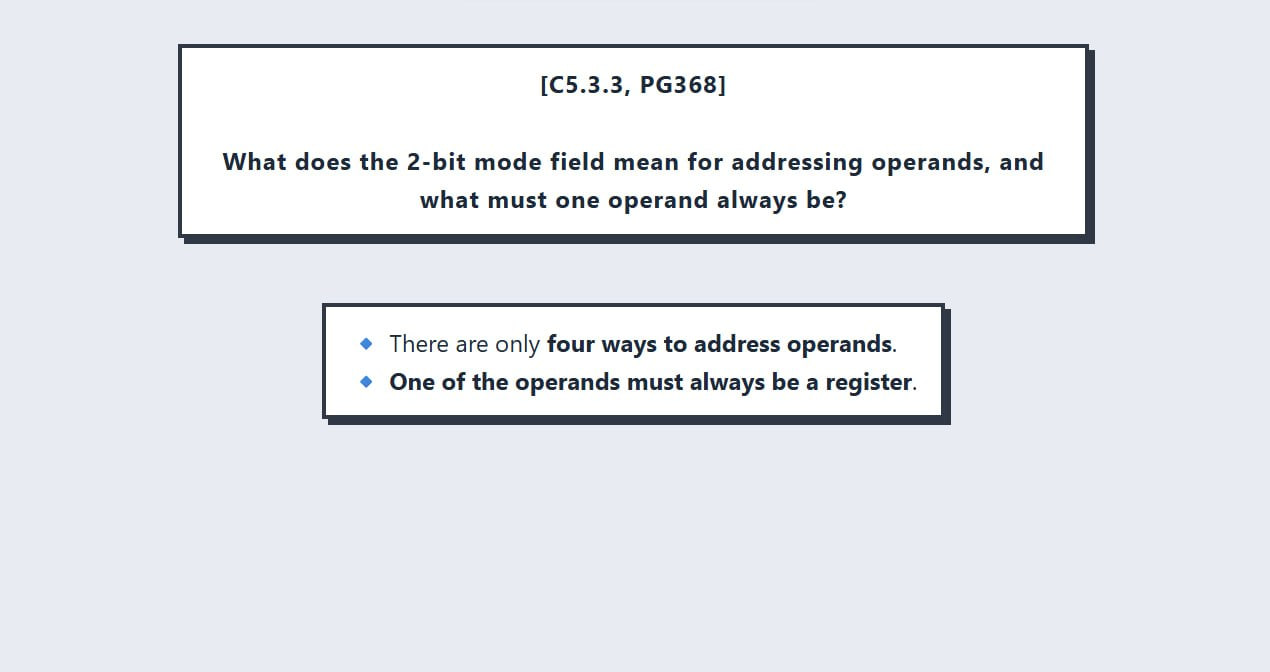 [C5.3.3, PG368]
What does the 2-bit mode field mean for addressing operands, and
what must one operand always be?
There are only four ways to address operands.
One of the operands must always be a register.